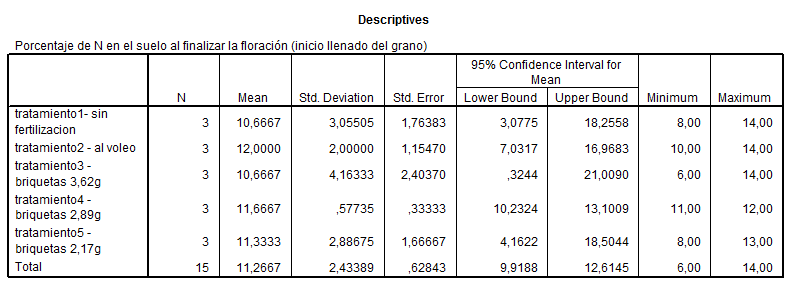 Descriptives
Porcentaje de N en el suelo al finalizar la floración (inicio llenado del grano)
95% Confidence Interval for
Mean
N Mean Std. Deviation Std. Error Lower Bound Upper Bound Minimum Maximum
tratamiento1- sin
fertilizacion 3 10,6667 3,05505 1,76383 3,0775 18,2558 8,00 14,00
tratamiento2 - al voleo 3 12,0000 2,00000 1,15470 7,0317 16,9683 10,00 14,00
tratamiento3 -
briquetas 3,62g 3 10,6667 4,16333 2,40370 ,3244 21,0090 6,00 14,00
tratamiento4 -
briquetas 2,89g 3 11,6667 ,57735 ,33333 10,2324 13,1009 11,00 12,00
tratamiento5 -
briquetas 2,17g 3 11,3333 2,88675 1,66667 4,1622 18,5044 8,00 13,00
Total 15 11,2667 2,43389 ,62843 9,9188 12,6145 6,00 14,00